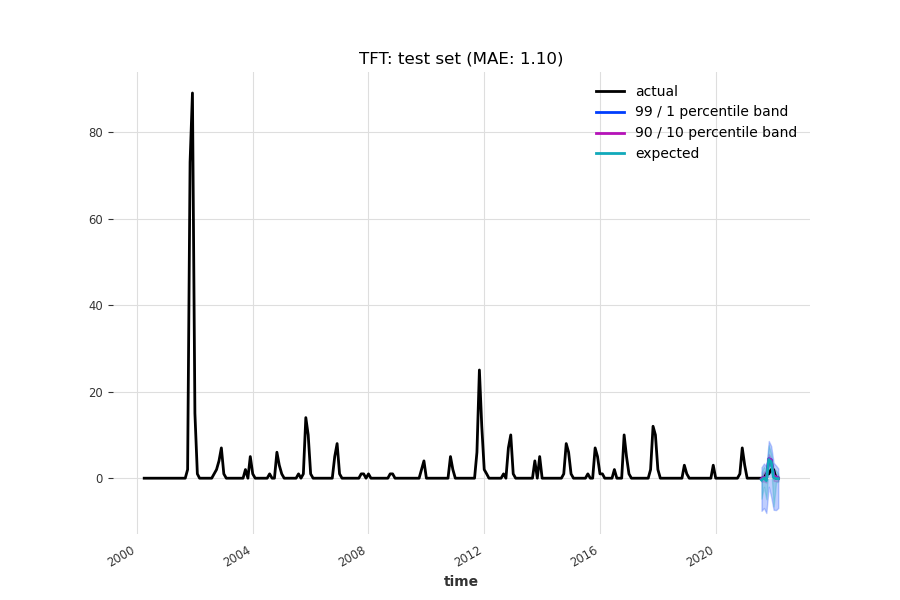 TFT: test set (MAE: 1.10)
actual
99 / 1 percentile band
90 / 10 percentile band
expected
80
60
40
20
0
2000
2004
2008
2012
2016
2020
time